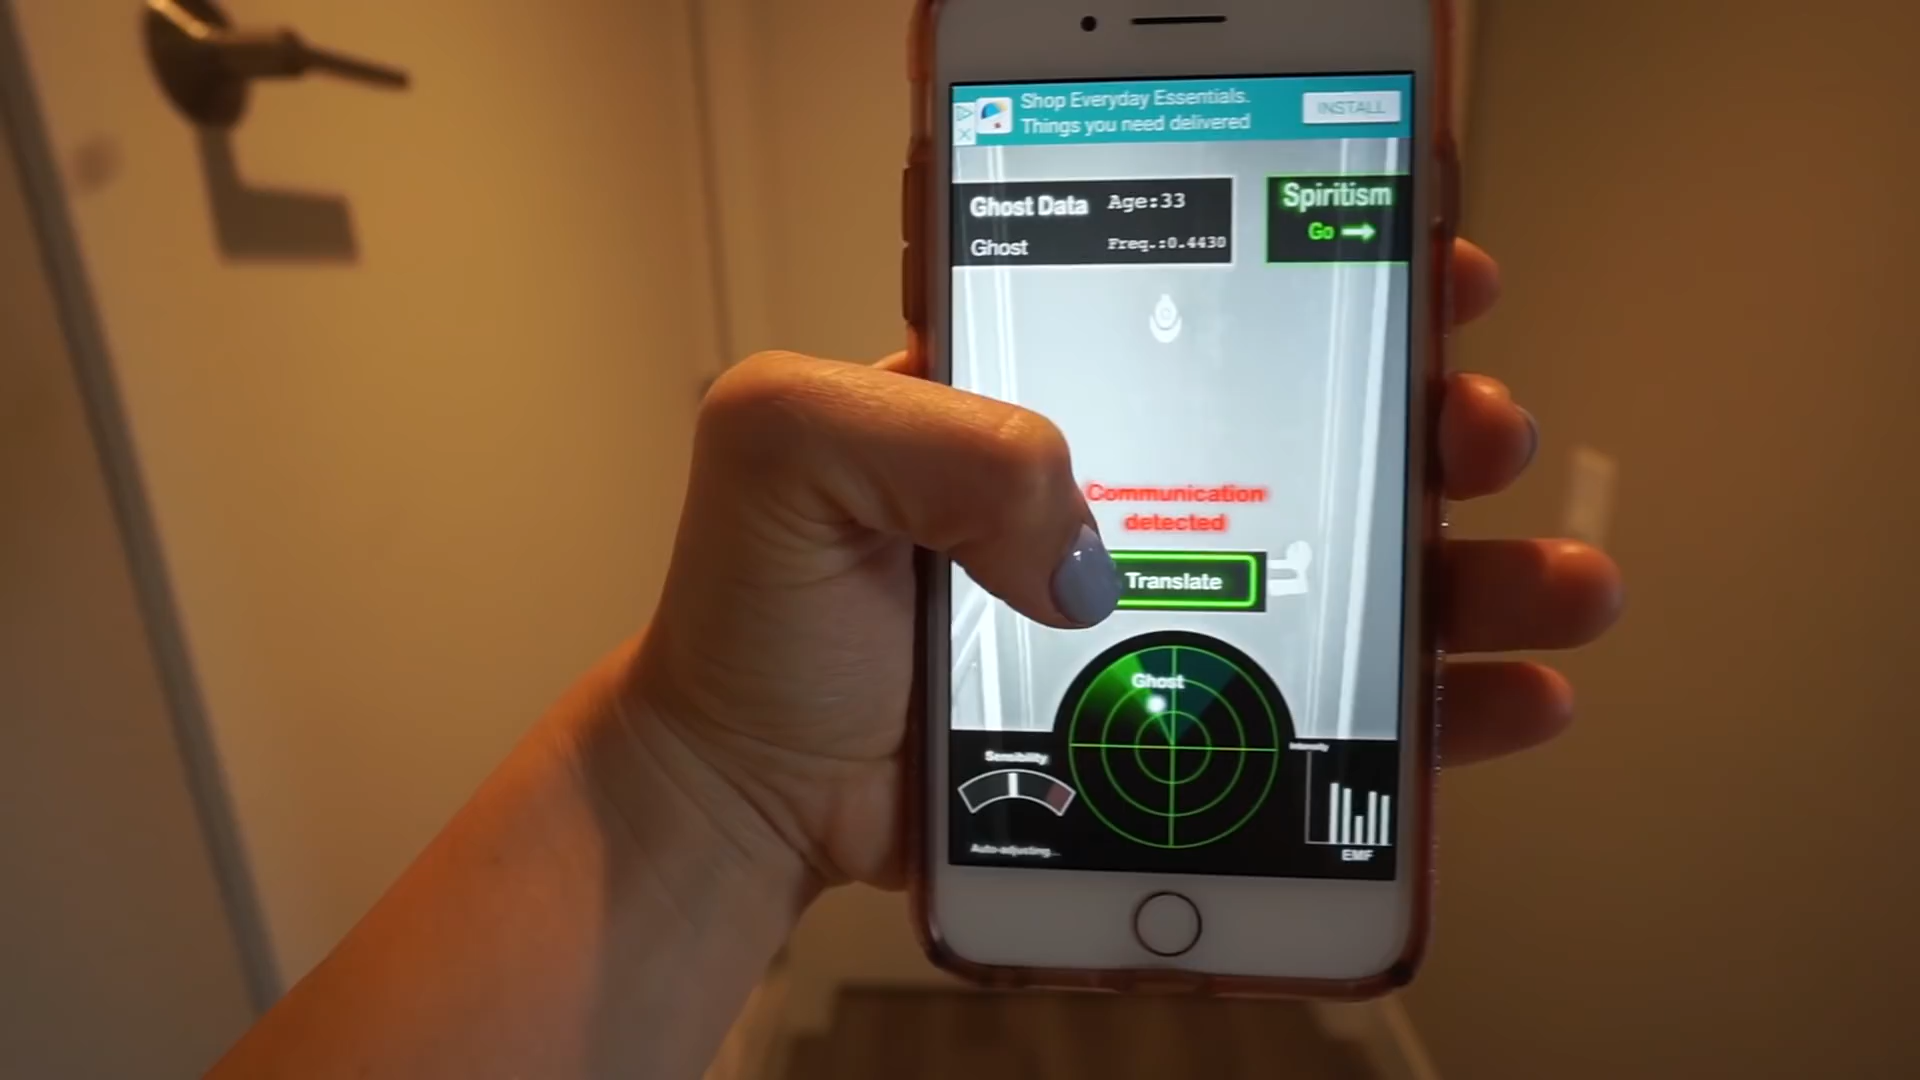 Shop Everyday Essentials.
Things you need delivered
INSTALL
Ghost Data
Age:33
Ghost
Freq.:0.4430
Spiritism
Go
Communication
detected
Translate
Ghost
Sensibility
Intensity
Auto-adjusting...
EMF